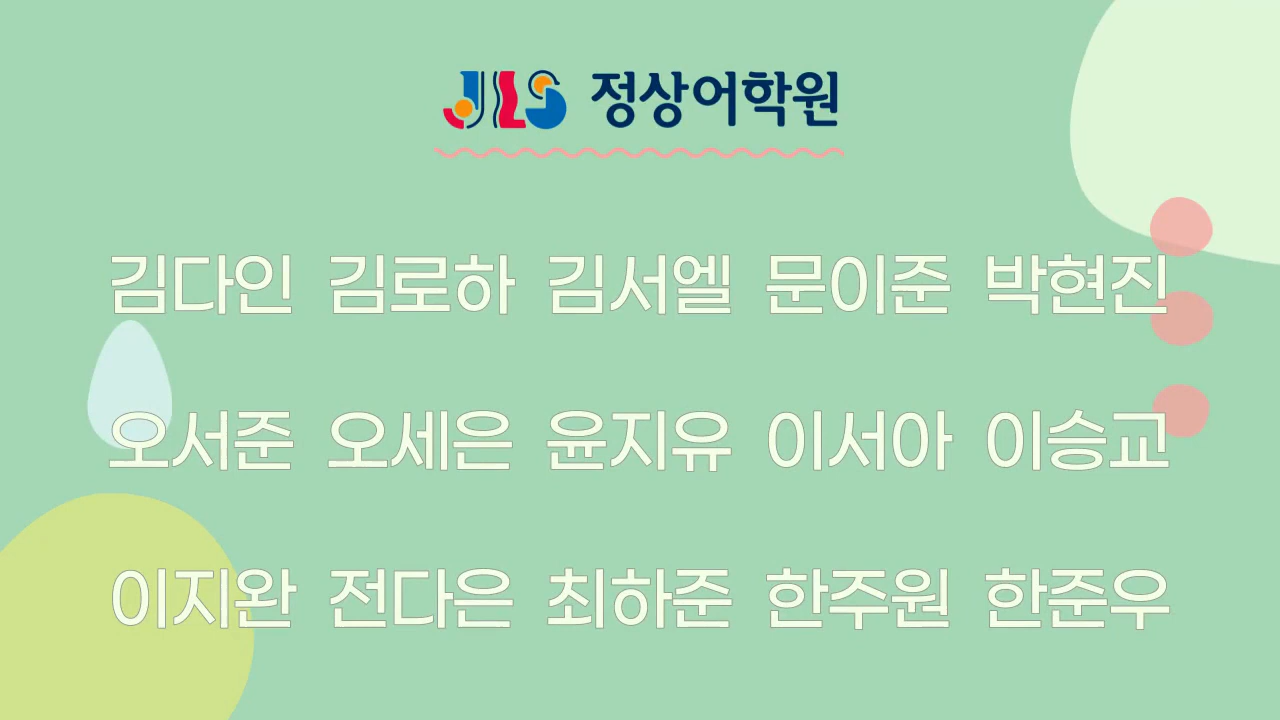 JLS 정상어학원
김다인 김로하 김서엘 문이준 박현진
오서준 오세은 윤지유 이서아 이승교
이지완 전다은 최하준 한주원 한준우